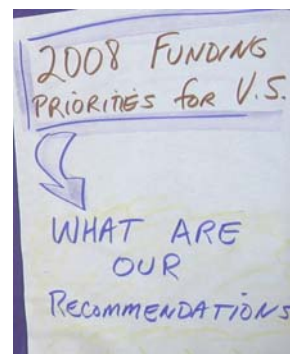 2008 FUNDING
PRIORITIES for U.S.
WHAT ARE
OUR
RECOMMENDATIONS